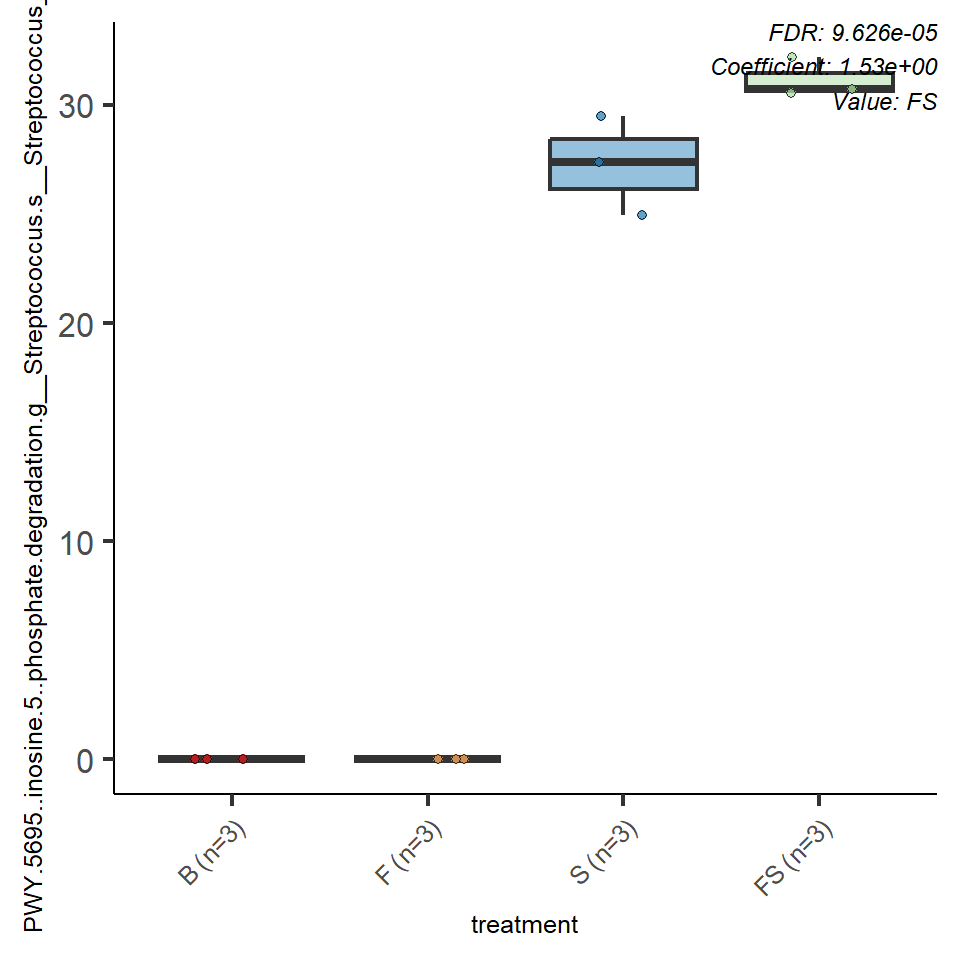 FDR: 9.626e-05
Coefficient: 1.53e+00
Value: FS
PWY.5695..inosine.5..phosphate.degradation.g__Streptococcus.s__Streptococcus_
30
20
10
0
B (n=3)
F (n=3)
S (n=3)
FS (n=3)
treatment